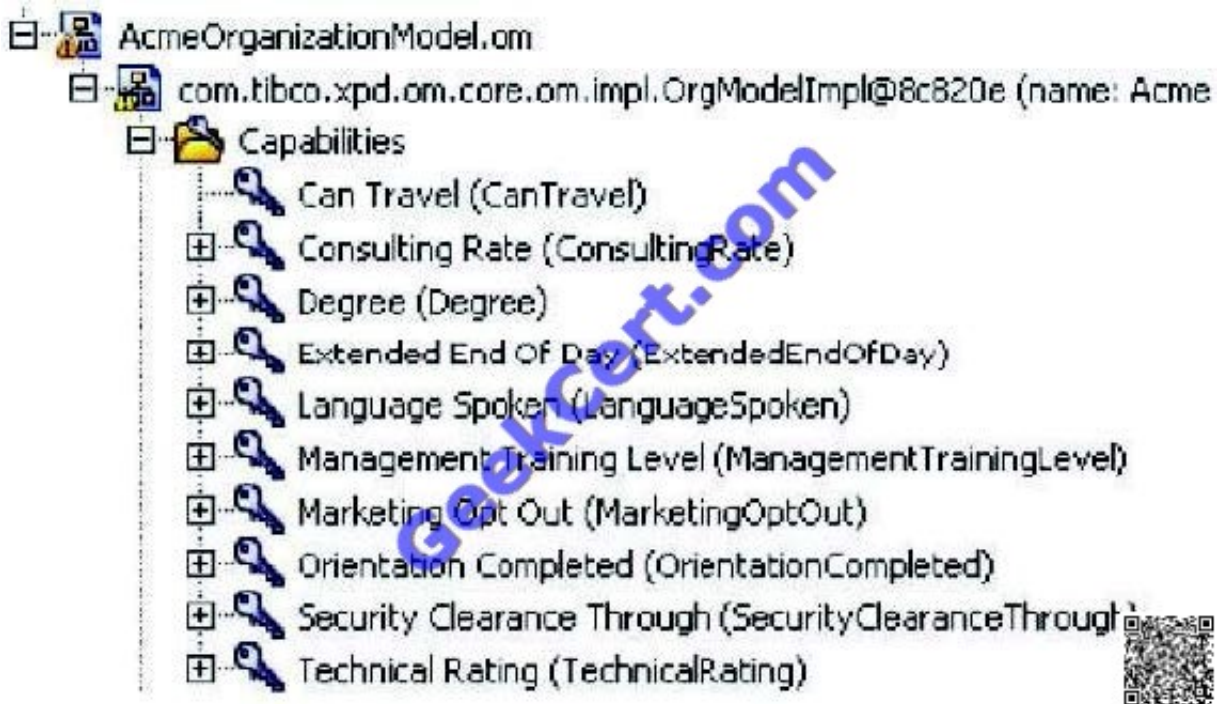 AcmeOrganizationModel.om
com.tibco.xpd.om.core.om.impl.OrgModelImpl@8c820e (name: Acme
Capabilities
Can Travel (CanTravel)
Consulting Rate (ConsultingRate)
Degree (Degree)
Extended End Of Day (ExtendedEndOfDay)
Language Spoken (LanguageSpoken)
Management Training Level (ManagementTrainingLevel)
Marketing Opt Out (MarketingOptOut)
Orientation Completed (OrientationCompleted)
Security Clearance Through (SecurityClearanceThrough)
Technical Rating (TechnicalRating)
GeekCert.com